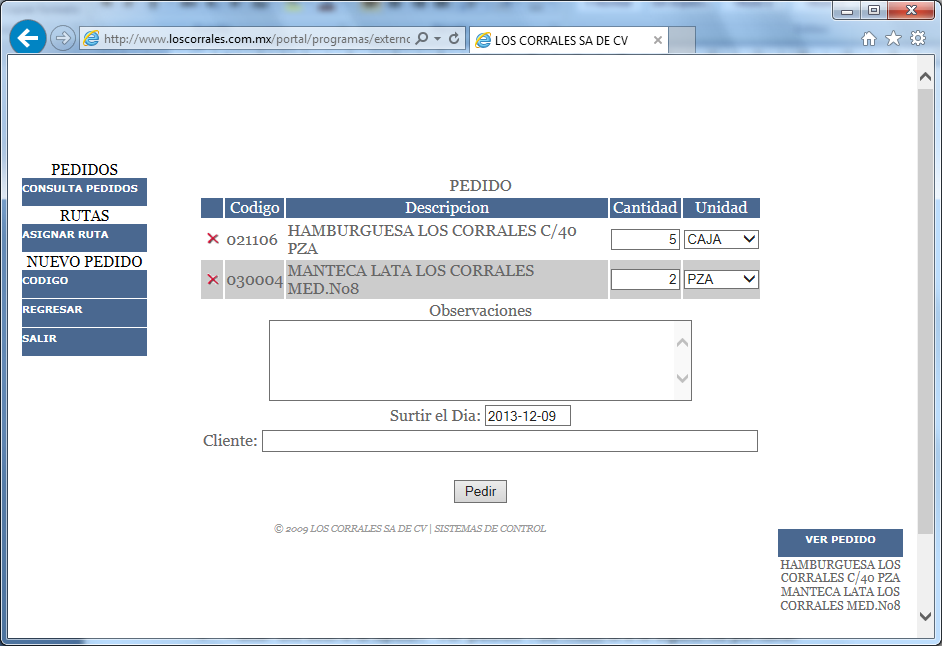 http://www.loscorrales.com.mx/portal/programas/externc
LOS CORRALES SA DE CV
PEDIDOS
CONSULTA PEDIDOS
RUTAS
ASIGNAR RUTA
NUEVO PEDIDO
CODIGO
REGRESAR
SALIR
PEDIDO
Codigo Descripcion Cantidad Unidad
021106 HAMBURGUESA LOS CORRALES C/40 PZA 5 CAJA
030004 MANTECA LATA LOS CORRALES MED.No8 2 PZA
Observaciones
Surtir el Dia: 2013-12-09
Cliente:
Pedir
© 2009 LOS CORRALES SA DE CV | SISTEMAS DE CONTROL
VER PEDIDO
HAMBURGUESA LOS
CORRALES C/40 PZA
MANTECA LATA LOS
CORRALES MED.No8